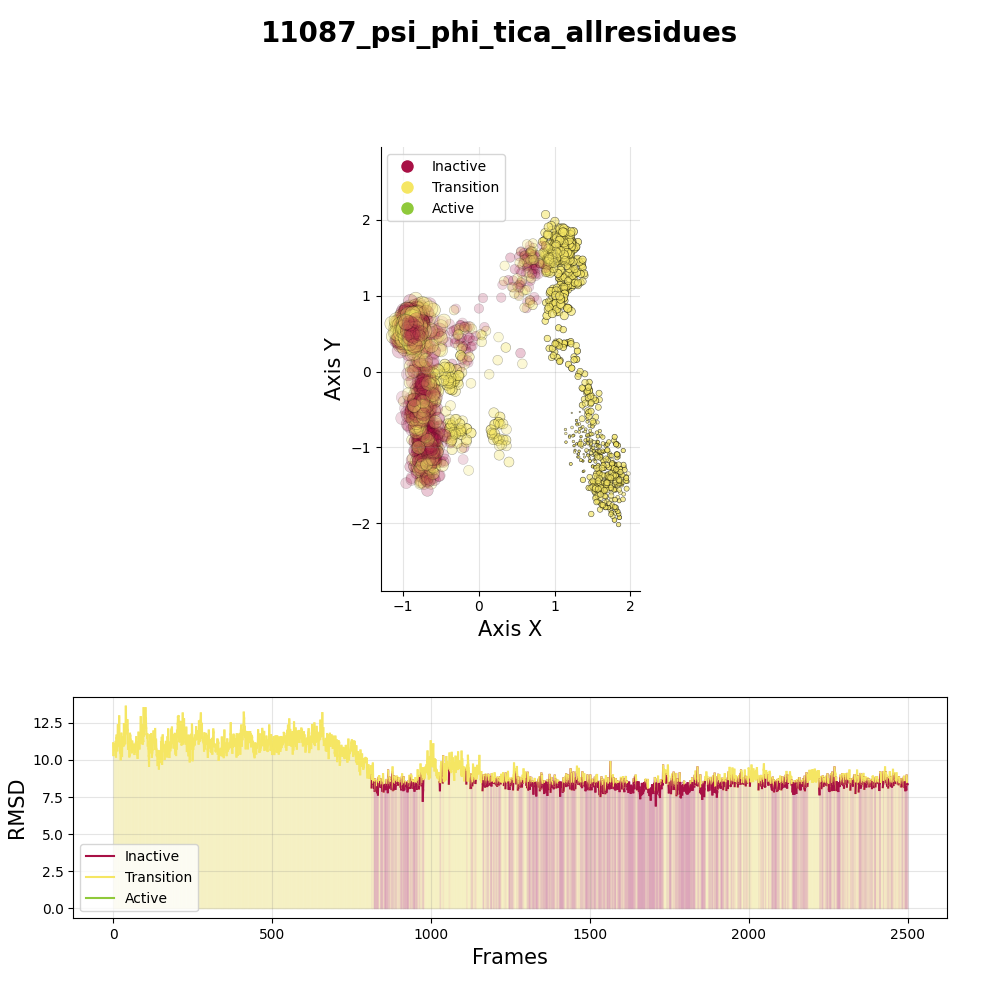 11087_psi_phi_tica_allresidues
Inactive
Transition
Active
2
1
0
−1
−2
Axis Y
−1
0
1
2
Axis X
12.5
10.0
7.5
5.0
2.5
0.0
RMSD
Inactive
Transition
Active
0
500
1000
1500
2000
2500
Frames